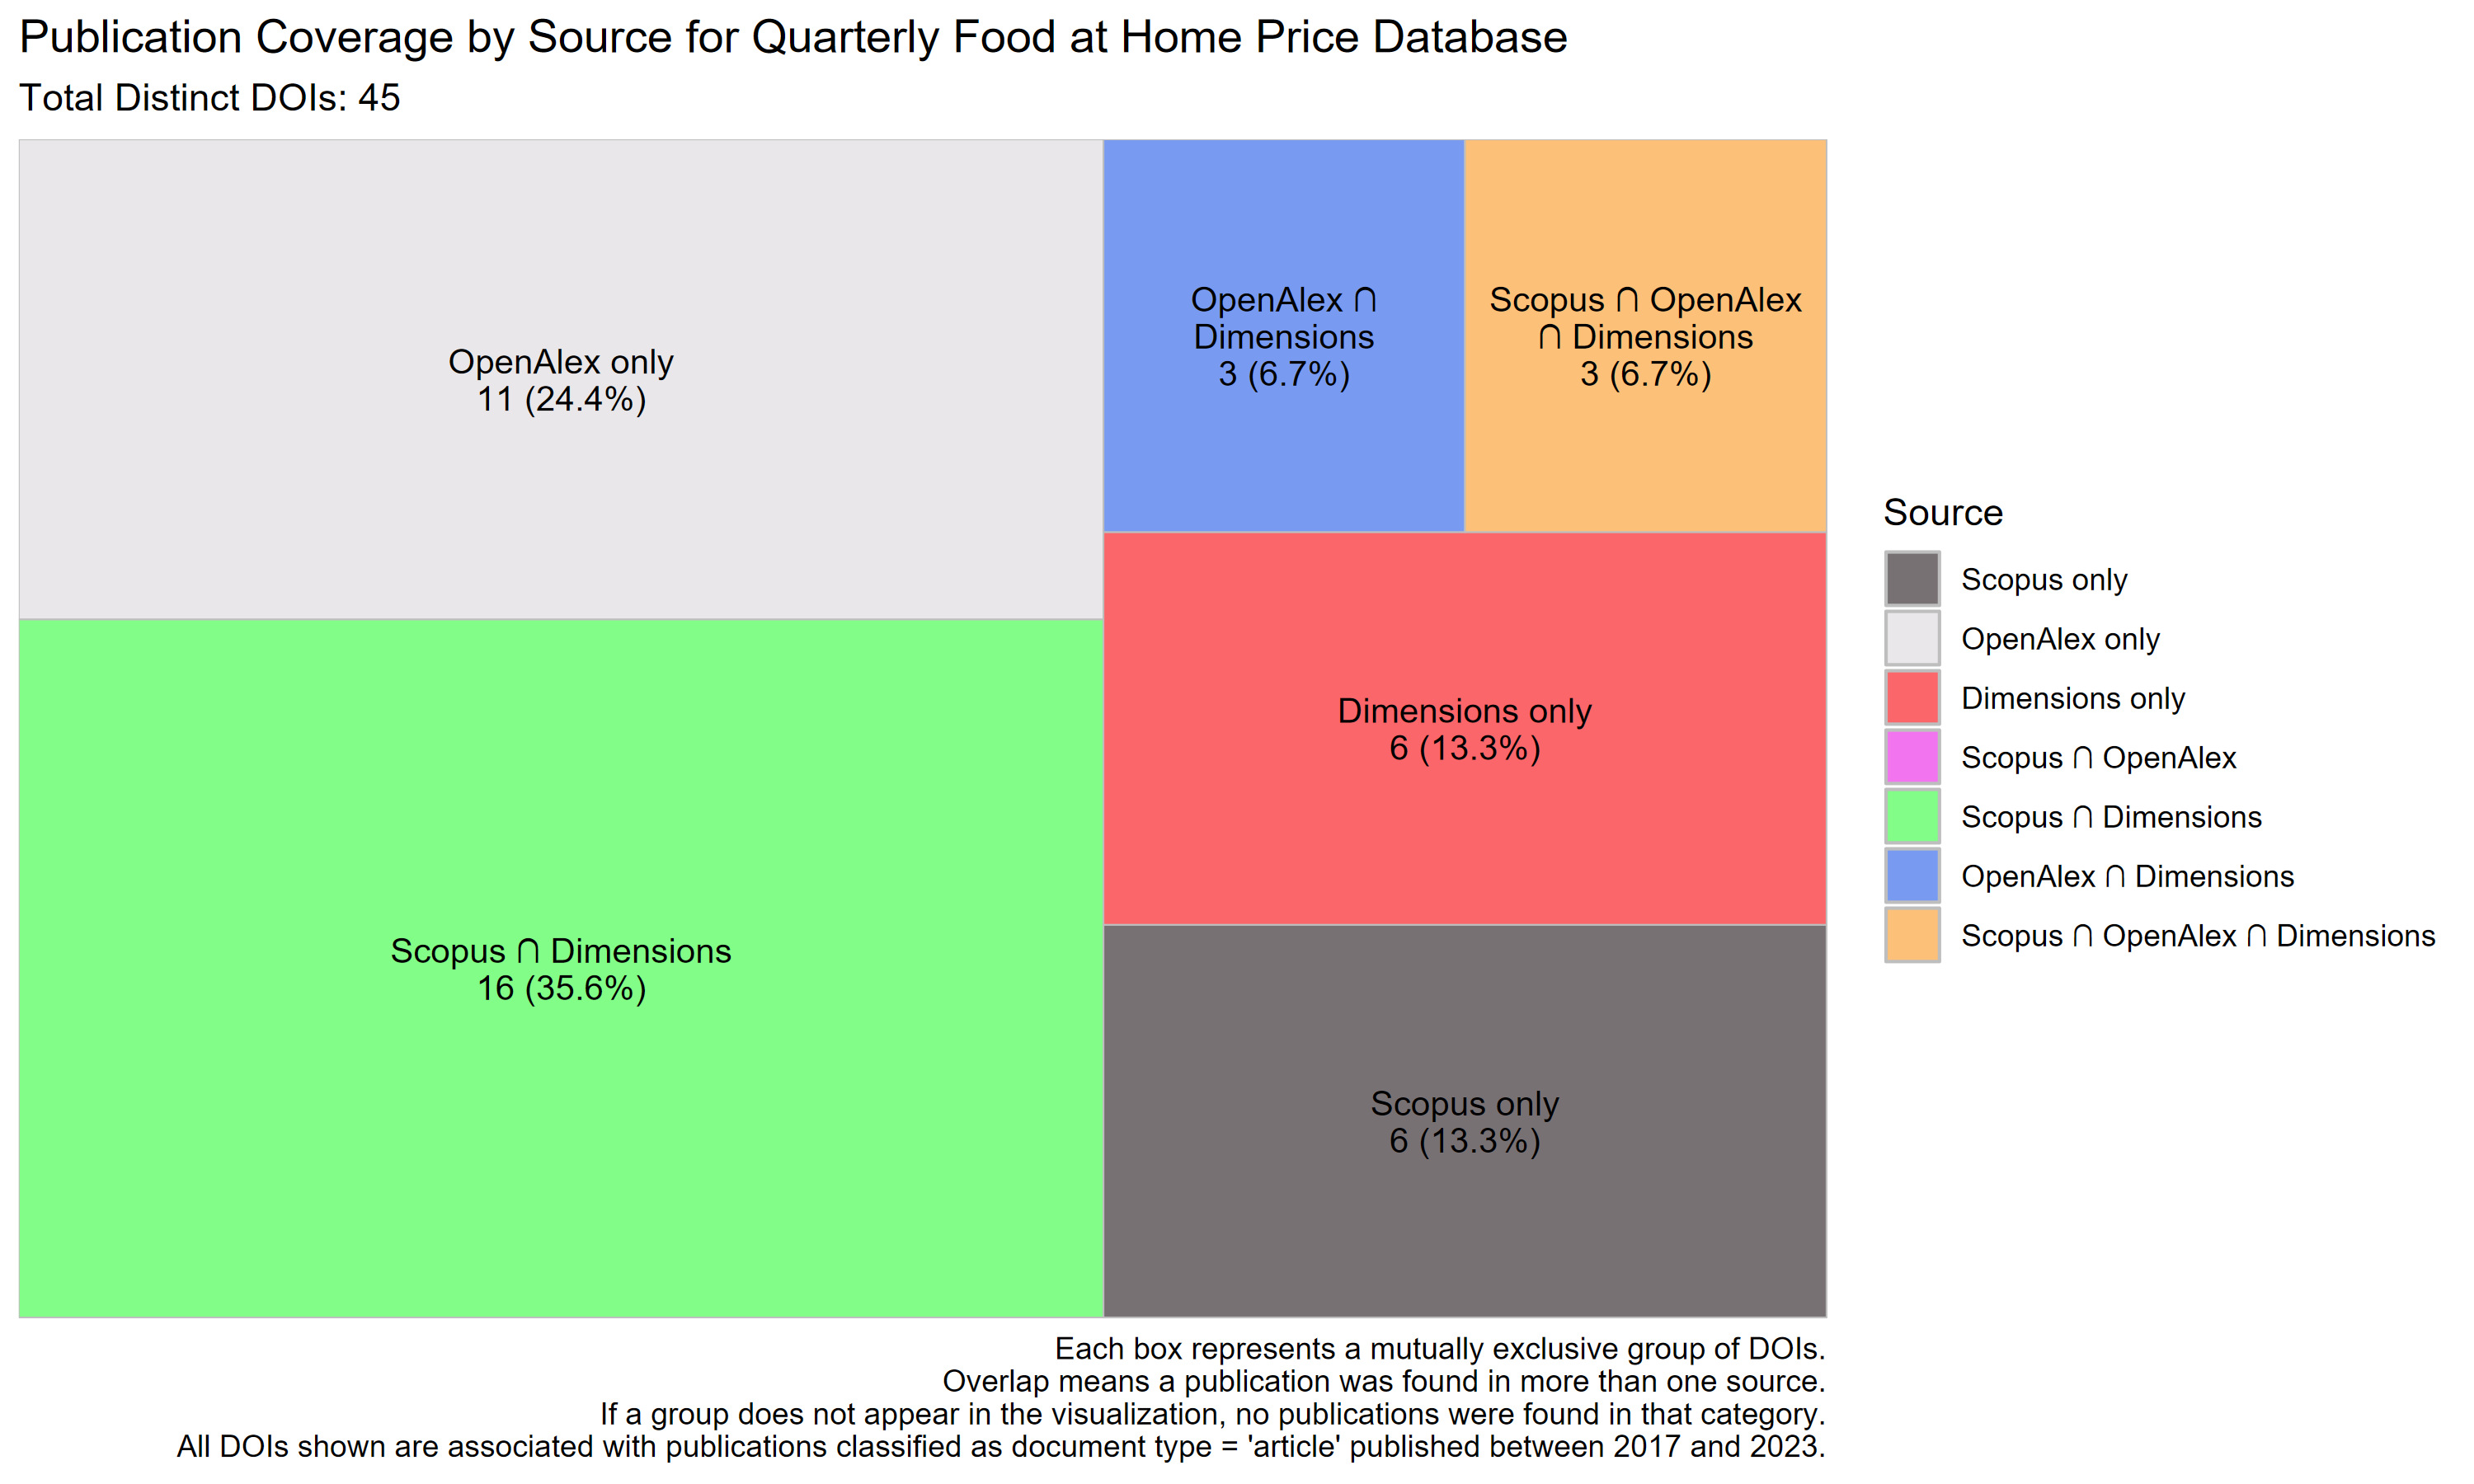 Publication Coverage by Source for Quarterly Food at Home Price Database
Total Distinct DOIs: 45
OpenAlex only
11 (24.4%)
OpenAlex ∩
Dimensions
3 (6.7%)
Scopus ∩ OpenAlex
∩ Dimensions
3 (6.7%)
Dimensions only
6 (13.3%)
Scopus ∩ Dimensions
16 (35.6%)
Scopus only
6 (13.3%)
Source
Scopus only
OpenAlex only
Dimensions only
Scopus ∩ OpenAlex
Scopus ∩ Dimensions
OpenAlex ∩ Dimensions
Scopus ∩ OpenAlex ∩ Dimensions
Each box represents a mutually exclusive group of DOIs.
Overlap means a publication was found in more than one source.
If a group does not appear in the visualization, no publications were found in that category.
All DOIs shown are associated with publications classified as document type = 'article' published between 2017 and 2023.